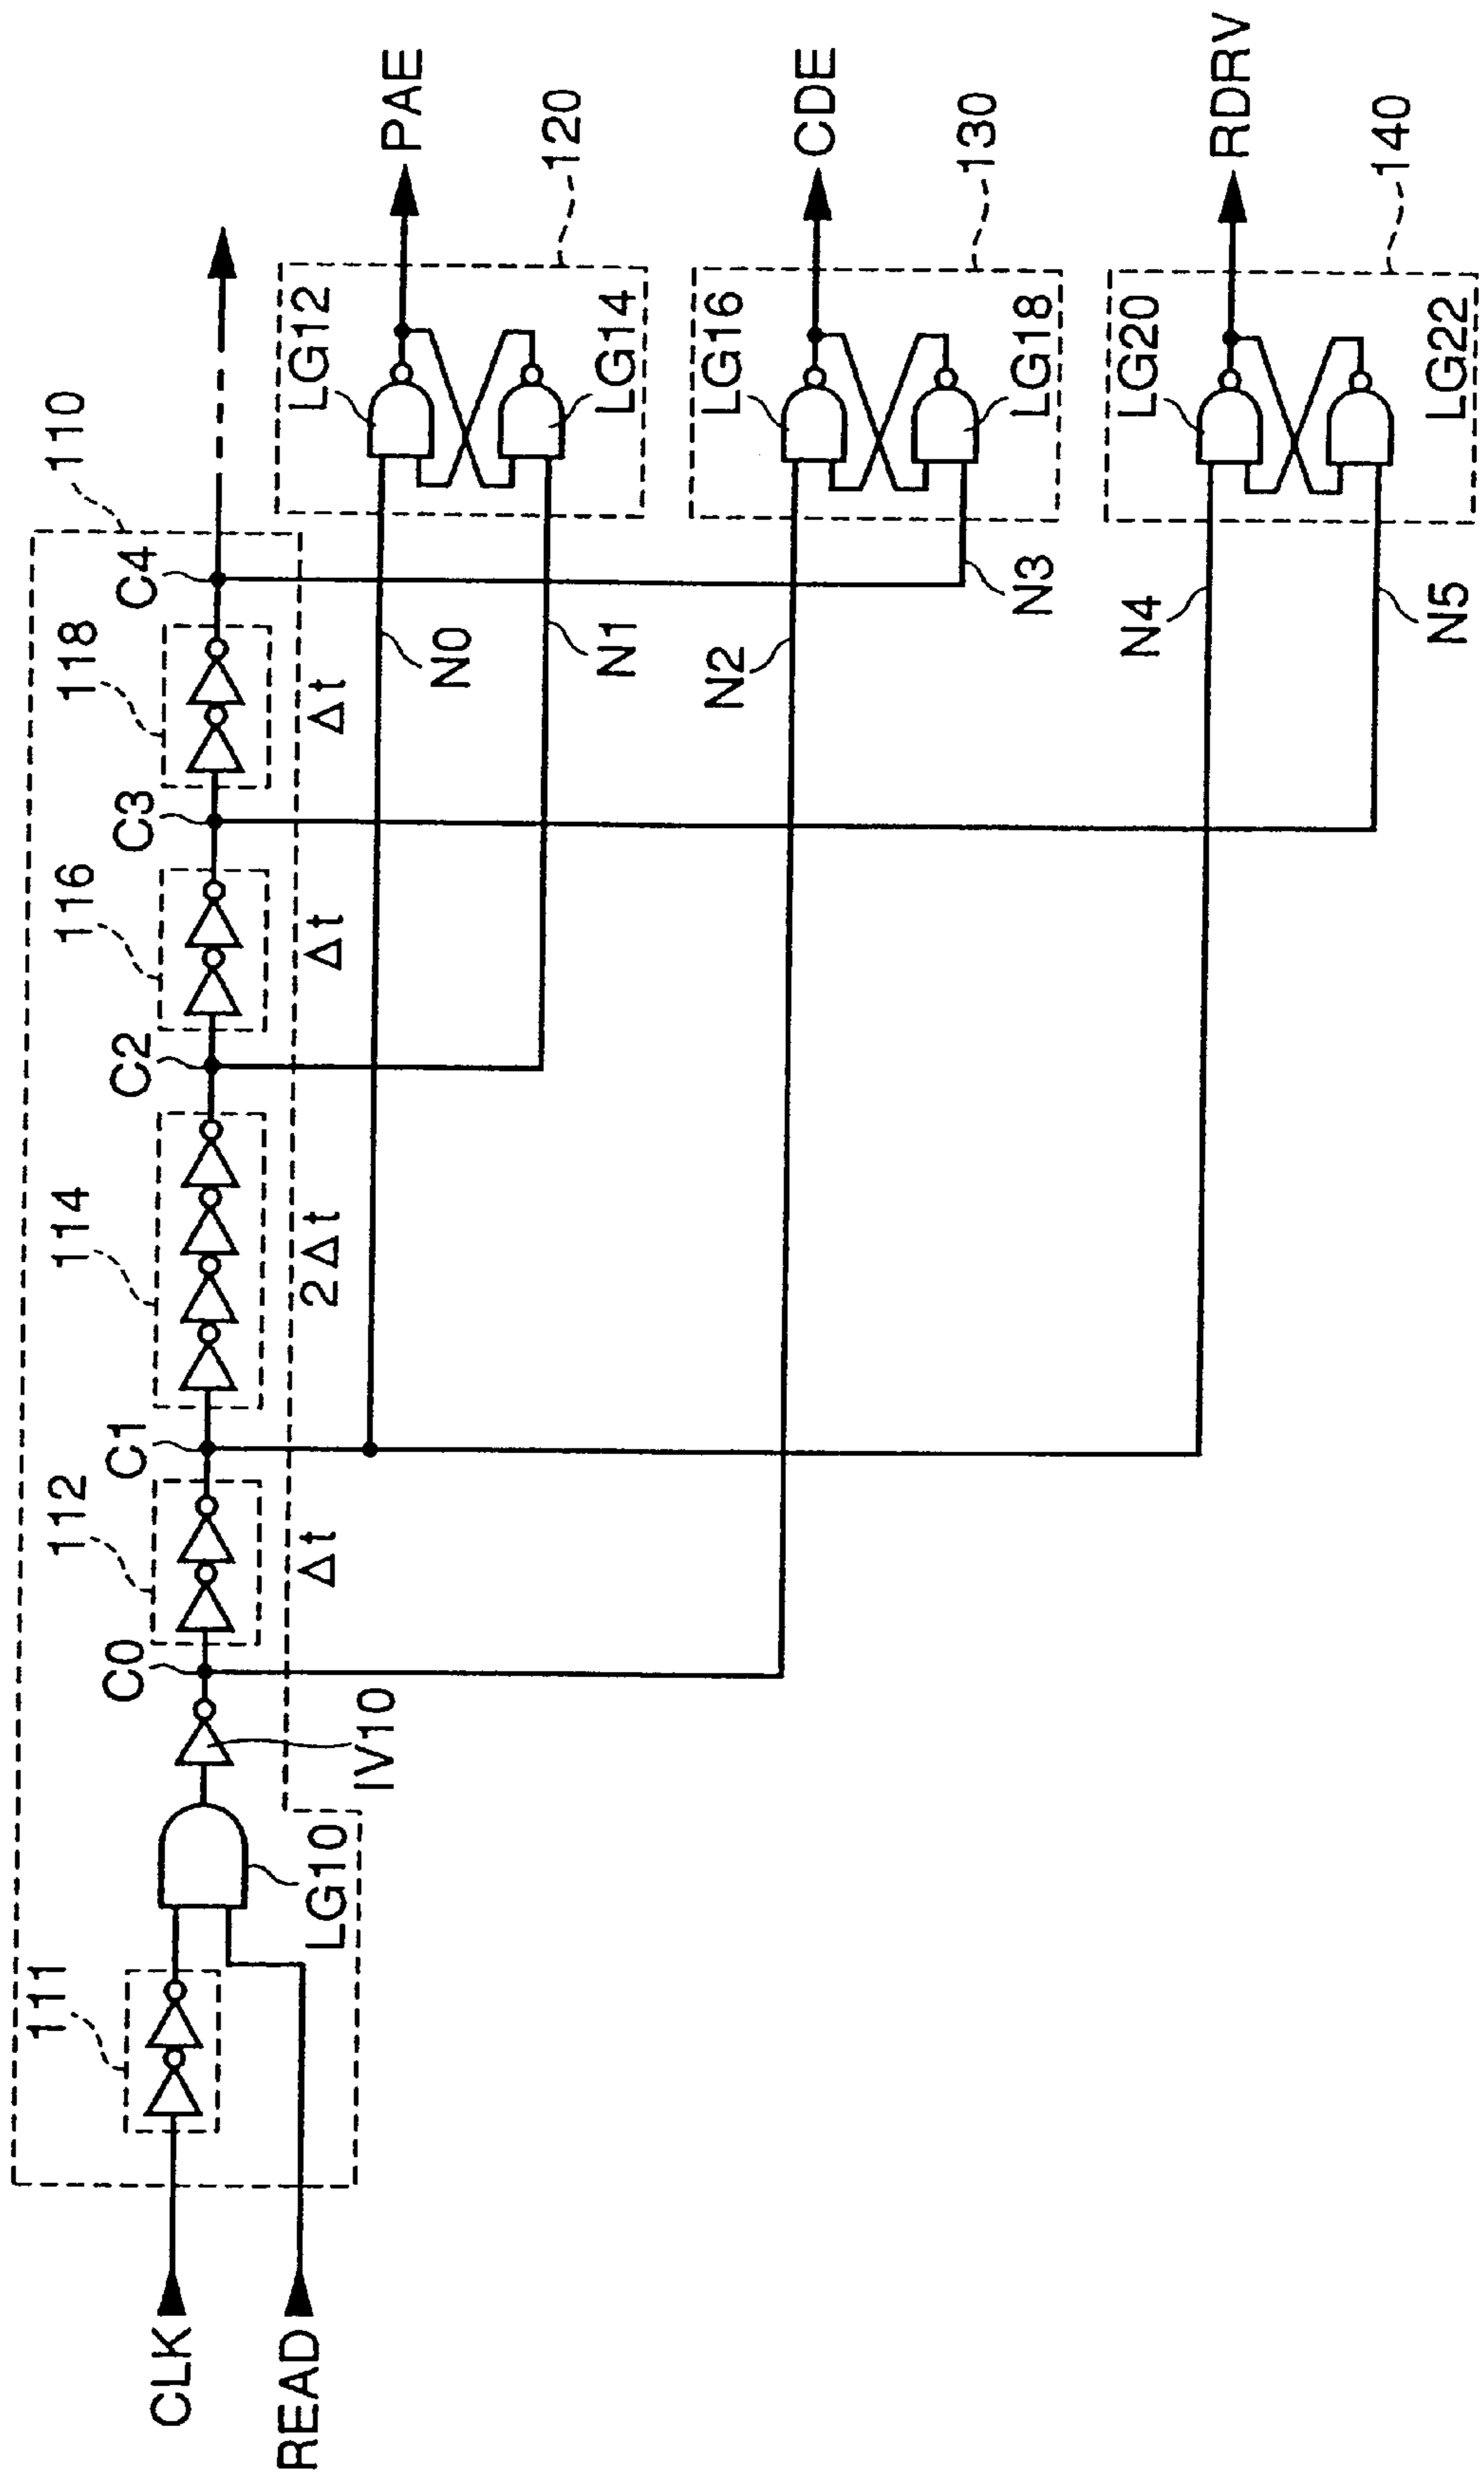 110
111
112
114
116
118
C0
C1
C2
C3
C4
CLK
READ
LG10
IV10
Δt
2Δt
Δt
Δt
N0
N1
LG12
LG14
PAE
120
N2
N3
LG16
LG18
CDE
130
N4
N5
LG20
LG22
RDRV
140